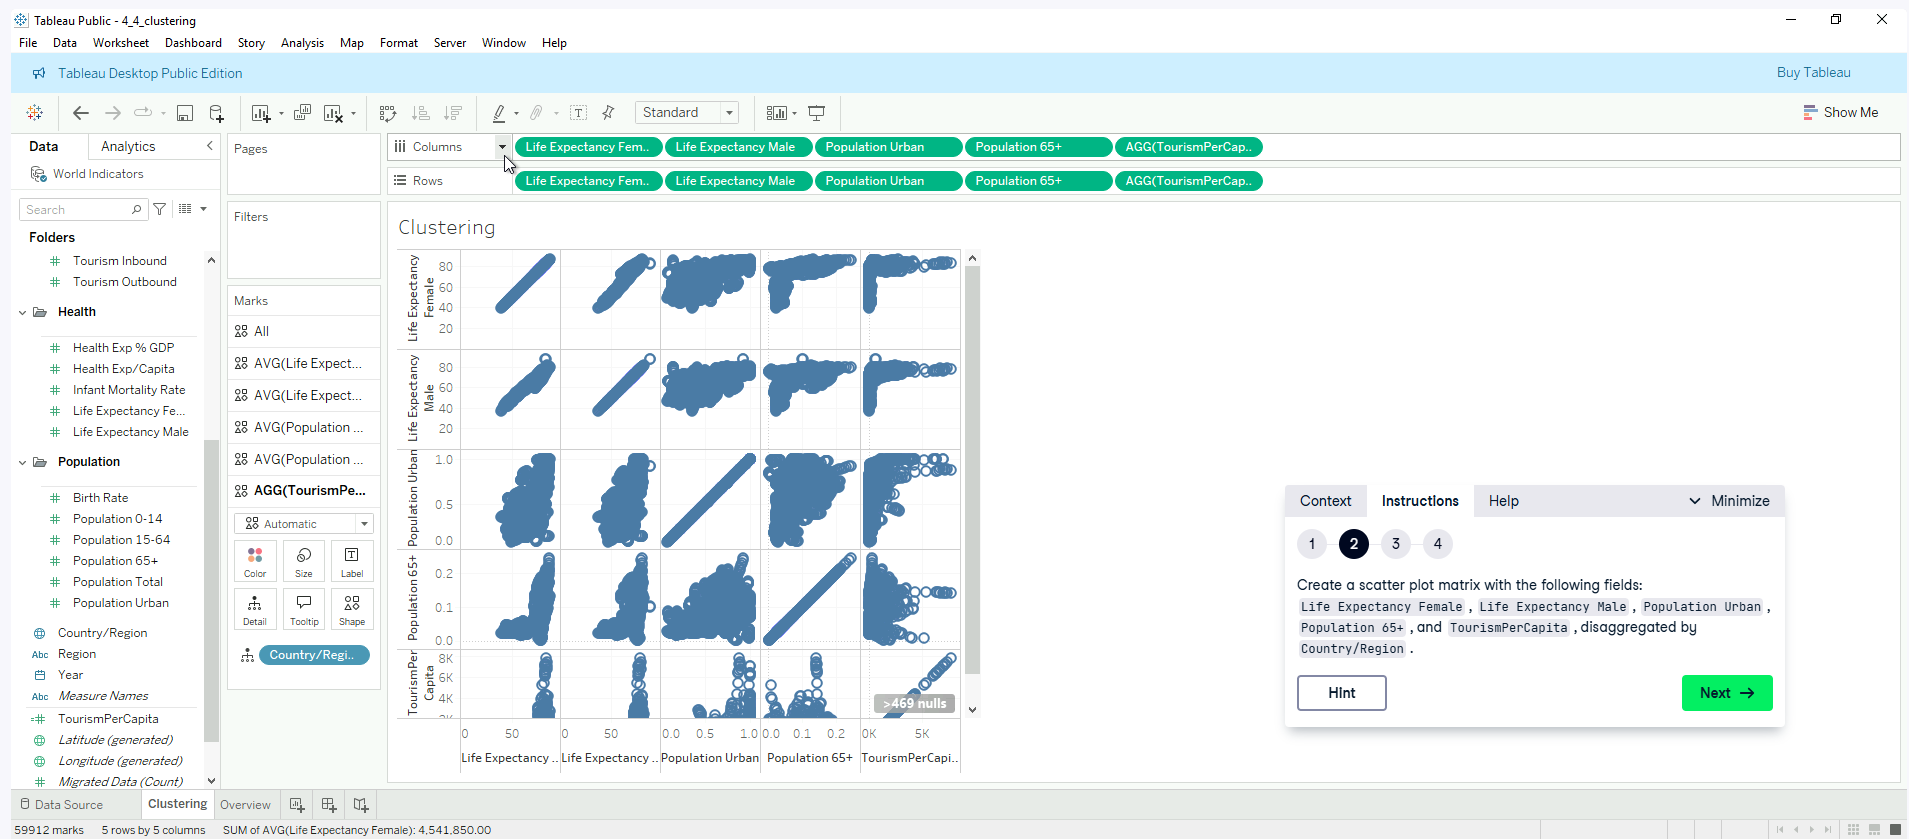 Tableau Public - 4_4_clustering
File Data Worksheet Dashboard Story Analysis Map Format Server Window Help
Tableau Desktop Public Edition
Buy Tableau
Standard
Show Me
Data Analytics
World Indicators
Search
Folders
Tourism Inbound
Tourism Outbound
Health
Health Exp % GDP
Health Exp/Capita
Infant Mortality Rate
Life Expectancy Fe...
Life Expectancy Male
Population
Birth Rate
Population 0-14
Population 15-64
Population 65+
Population Total
Population Urban
Country/Region
Abc Region
Year
Abc Measure Names
TourismPerCapita
Latitude (generated)
Longitude (generated)
Migrated Data (Count)
Pages
Filters
Marks
All
AVG(Life Expect...
AVG(Life Expect...
AVG(Population ...
AVG(Population ...
AGG(TourismPe...
Automatic
Color Size Label
Detail Tooltip Shape
Country/Regi..
Columns Life Expectancy Fem.. Life Expectancy Male Population Urban Population 65+ AGG(TourismPerCap..
Rows Life Expectancy Fem.. Life Expectancy Male Population Urban Population 65+ AGG(TourismPerCap..
Clustering
Life Expectancy
Female
80
60
40
20
Life Expectancy
Male
80
60
40
20
Population Urban
1.0
0.5
0.0
Population 65+
0.2
0.1
0.0
TourismPer
Capita
8K
6K
4K
2K
>469 nulls
0 50 0 50 0.0 0.5 1.0 0.0 0.1 0.2 0K 5K
Life Expectancy .. Life Expectancy .. Population Urban Population 65+ TourismPerCapi..
Context Instructions Help Minimize
1 2 3 4
Create a scatter plot matrix with the following fields:
Life Expectancy Female , Life Expectancy Male , Population Urban ,
Population 65+ , and TourismPerCapita , disaggregated by
Country/Region .
Hint
Next
Data Source Clustering Overview
59912 marks 5 rows by 5 columns SUM of AVG(Life Expectancy Female): 4,541,850.00